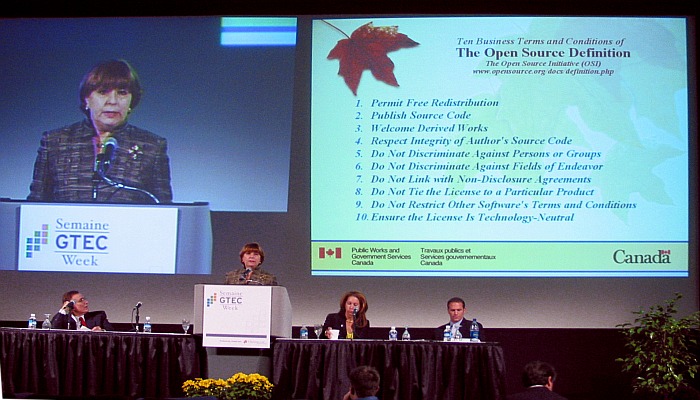 Ten Business Terms and Conditions of
The Open Source Definition
The Open Source Initiative (OSI)
www.opensource.org/docs/definition.php
1. Permit Free Redistribution
2. Publish Source Code
3. Welcome Derived Works
4. Respect Integrity of Author's Source Code
5. Do Not Discriminate Against Persons or Groups
6. Do Not Discriminate Against Fields of Endeavor
7. Do Not Link with Non-Disclosure Agreements
8. Do Not Tie the License to a Particular Product
9. Do Not Restrict Other Software's Terms and Conditions
10. Ensure the License Is Technology-Neutral
Public Works and Travaux publics et
Government Services Services gouvernementaux
Canada Canada
Canada
Semaine
GTEC
Week
Semaine
GTEC
Week